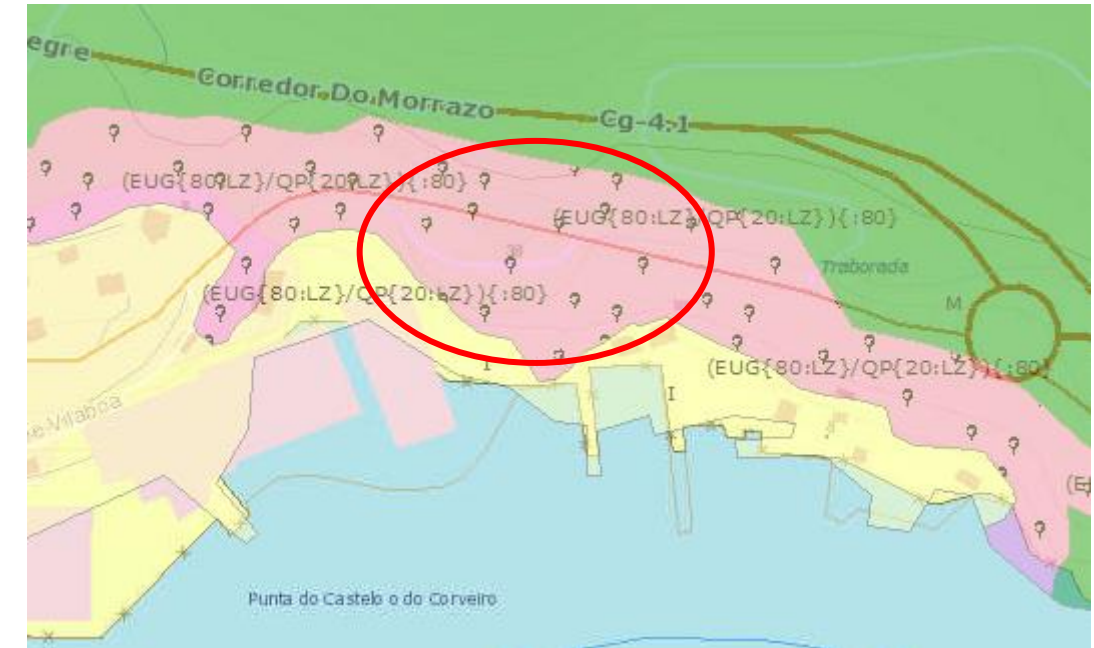 egre
Corredor Do Morrazo
Cg-4.1
(EUG{80:LZ}/QP{20:LZ}){:80}
(EUG{80:LZ}/QP{20:LZ}){:80}
Traborada
(EUG{80:LZ}/QP{20:LZ}){:80}
M
(EUG{80:LZ}/QP{20:LZ}){:80}
I
I
Vilaboa
Punta do Castelo o do Corveiro